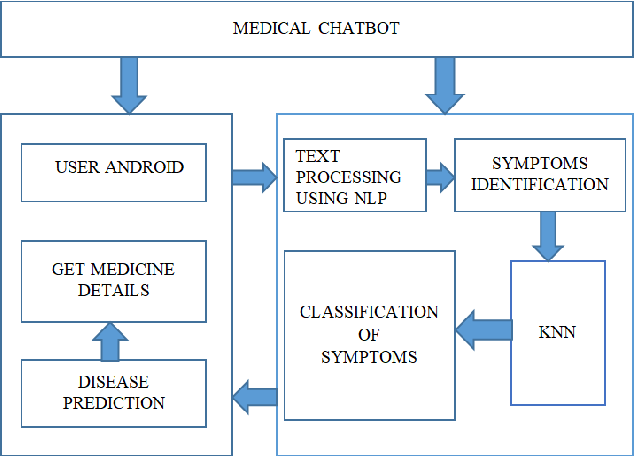 MEDICAL CHATBOT
USER ANDROID
TEXT
PROCESSING
USING NLP
SYMPTOMS
IDENTIFICATION
GET MEDICINE
DETAILS
CLASSIFICATION
OF
SYMPTOMS
KNN
DISEASE
PREDICTION